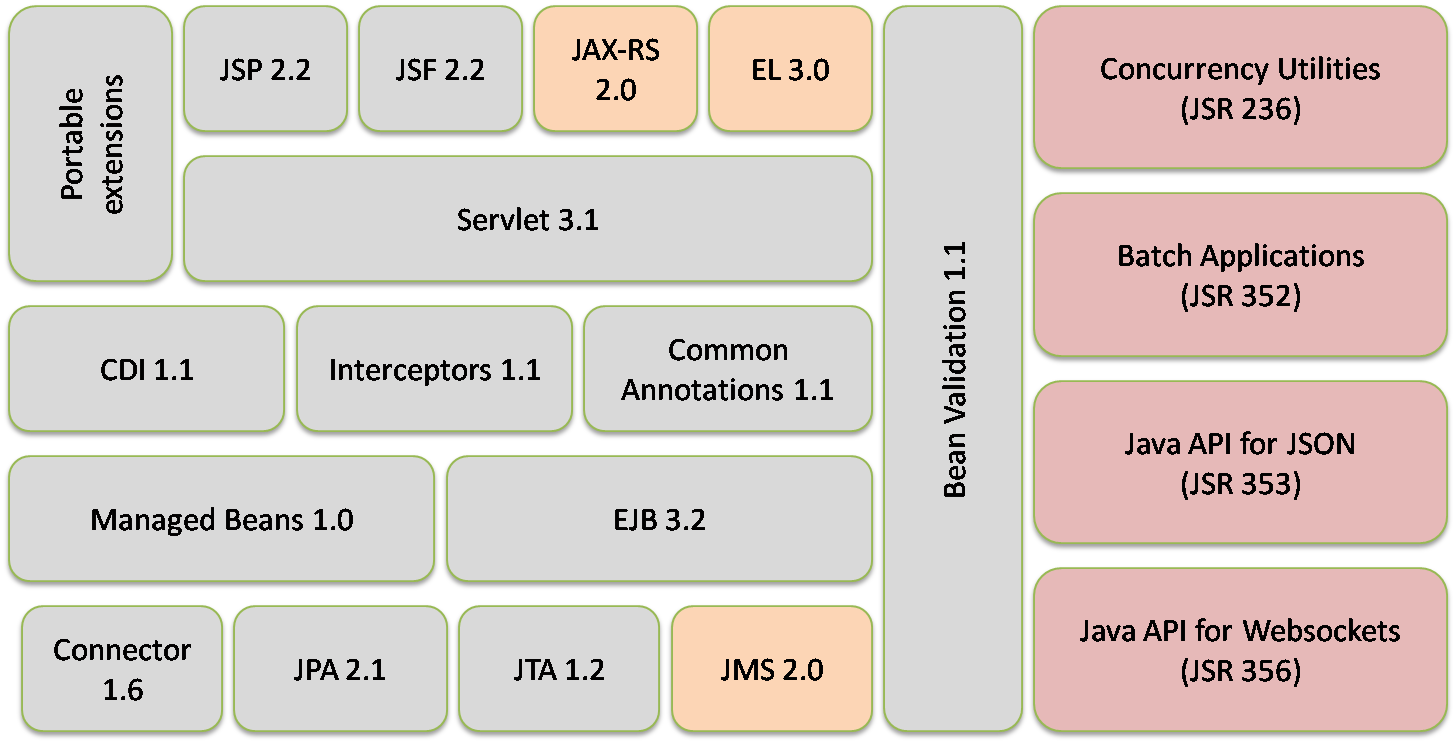 Portable
extensions
JSP 2.2
JSF 2.2
JAX-RS
2.0
EL 3.0
Servlet 3.1
CDI 1.1
Interceptors 1.1
Common
Annotations 1.1
Managed Beans 1.0
EJB 3.2
Connector
1.6
JPA 2.1
JTA 1.2
JMS 2.0
Bean Validation 1.1
Concurrency Utilities
(JSR 236)
Batch Applications
(JSR 352)
Java API for JSON
(JSR 353)
Java API for Websockets
(JSR 356)